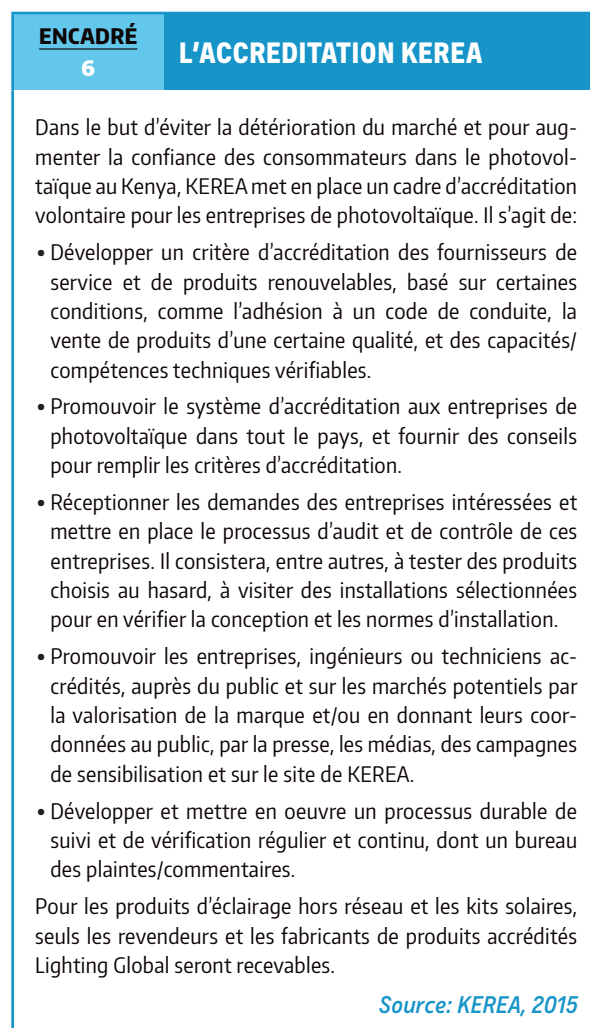 ENCADRÉ
6
L'ACCREDITATION KEREA
Dans le but d'éviter la détérioration du marché et pour aug-
menter la confiance des consommateurs dans le photovol-
taïque au Kenya, KEREA met en place un cadre d'accréditation
volontaire pour les entreprises de photovoltaïque. Il s'agit de:
• Développer un critère d'accréditation des fournisseurs de
service et de produits renouvelables, basé sur certaines
conditions, comme l'adhésion à un code de conduite, la
vente de produits d'une certaine qualité, et des capacités/
compétences techniques vérifiables.
• Promouvoir le système d'accréditation aux entreprises de
photovoltaïque dans tout le pays, et fournir des conseils
pour remplir les critères d'accréditation.
• Réceptionner les demandes des entreprises intéressées et
mettre en place le processus d'audit et de contrôle de ces
entreprises. Il consistera, entre autres, à tester des produits
choisis au hasard, à visiter des installations sélectionnées
pour en vérifier la conception et les normes d'installation.
• Promouvoir les entreprises, ingénieurs ou techniciens ac-
crédités, auprès du public et sur les marchés potentiels par
la valorisation de la marque et/ou en donnant leurs coor-
données au public, par la presse, les médias, des campagnes
de sensibilisation et sur le site de KEREA.
• Développer et mettre en oeuvre un processus durable de
suivi et de vérification régulier et continu, dont un bureau
des plaintes/commentaires.
Pour les produits d'éclairage hors réseau et les kits solaires,
seuls les revendeurs et les fabricants de produits accrédités
Lighting Global seront recevables.
Source: KEREA, 2015